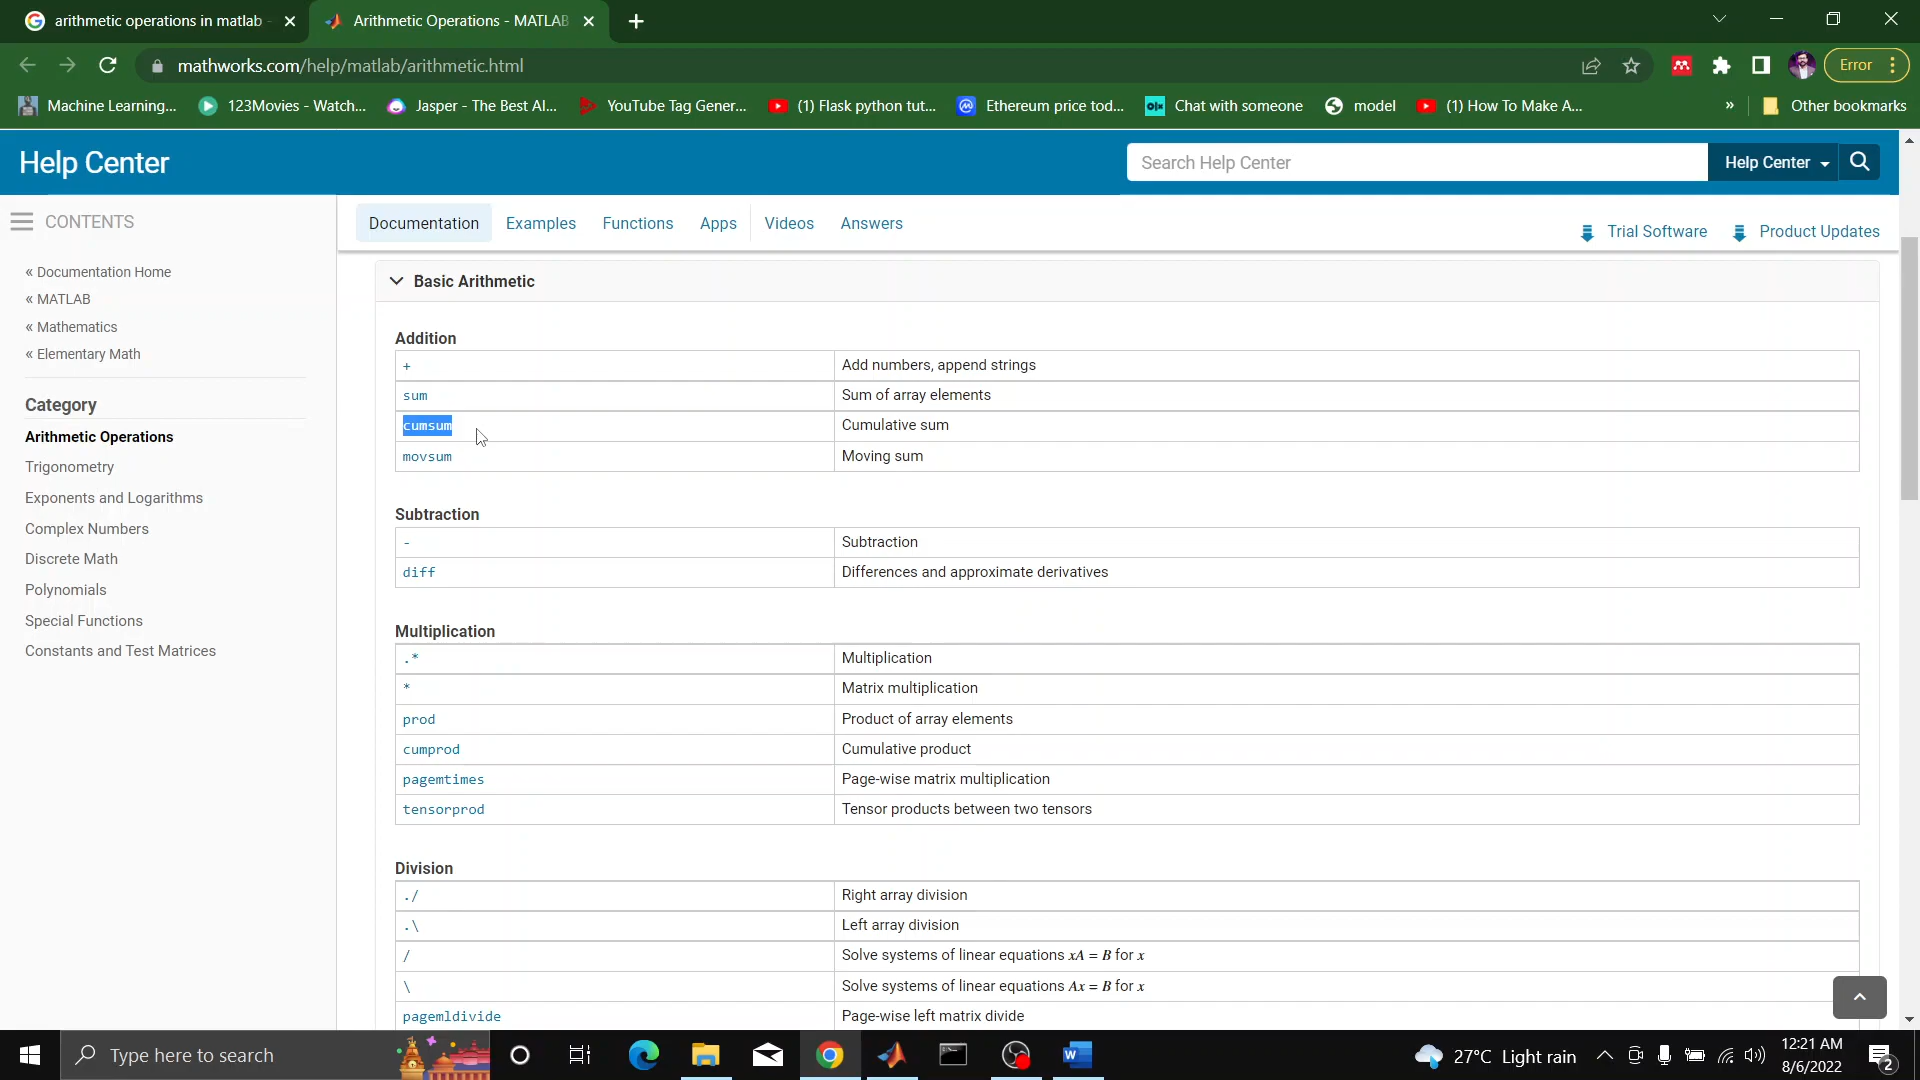 arithmetic operations in matlab -
Arithmetic Operations - MATLAB
mathworks.com/help/matlab/arithmetic.html
Error
Machine Learning...
123Movies - Watch...
Jasper - The Best AI...
YouTube Tag Gener...
(1) Flask python tut...
Ethereum price tod...
Chat with someone
model
(1) How To Make A...
»
Other bookmarks
Help Center
Search Help Center
Help Center
CONTENTS
Documentation
Examples
Functions
Apps
Videos
Answers
Trial Software
Product Updates
« Documentation Home
« MATLAB
« Mathematics
« Elementary Math
Category
Arithmetic Operations
Trigonometry
Exponents and Logarithms
Complex Numbers
Discrete Math
Polynomials
Special Functions
Constants and Test Matrices
Basic Arithmetic
Addition
+ Add numbers, append strings
sum Sum of array elements
cumsum Cumulative sum
movsum Moving sum
Subtraction
- Subtraction
diff Differences and approximate derivatives
Multiplication
.* Multiplication
* Matrix multiplication
prod Product of array elements
cumprod Cumulative product
pagemtimes Page-wise matrix multiplication
tensorprod Tensor products between two tensors
Division
./ Right array division
.\ Left array division
/ Solve systems of linear equations xA = B for x
\ Solve systems of linear equations Ax = B for x
pagemldivide Page-wise left matrix divide
Type here to search
27°C Light rain
12:21 AM
8/6/2022
2